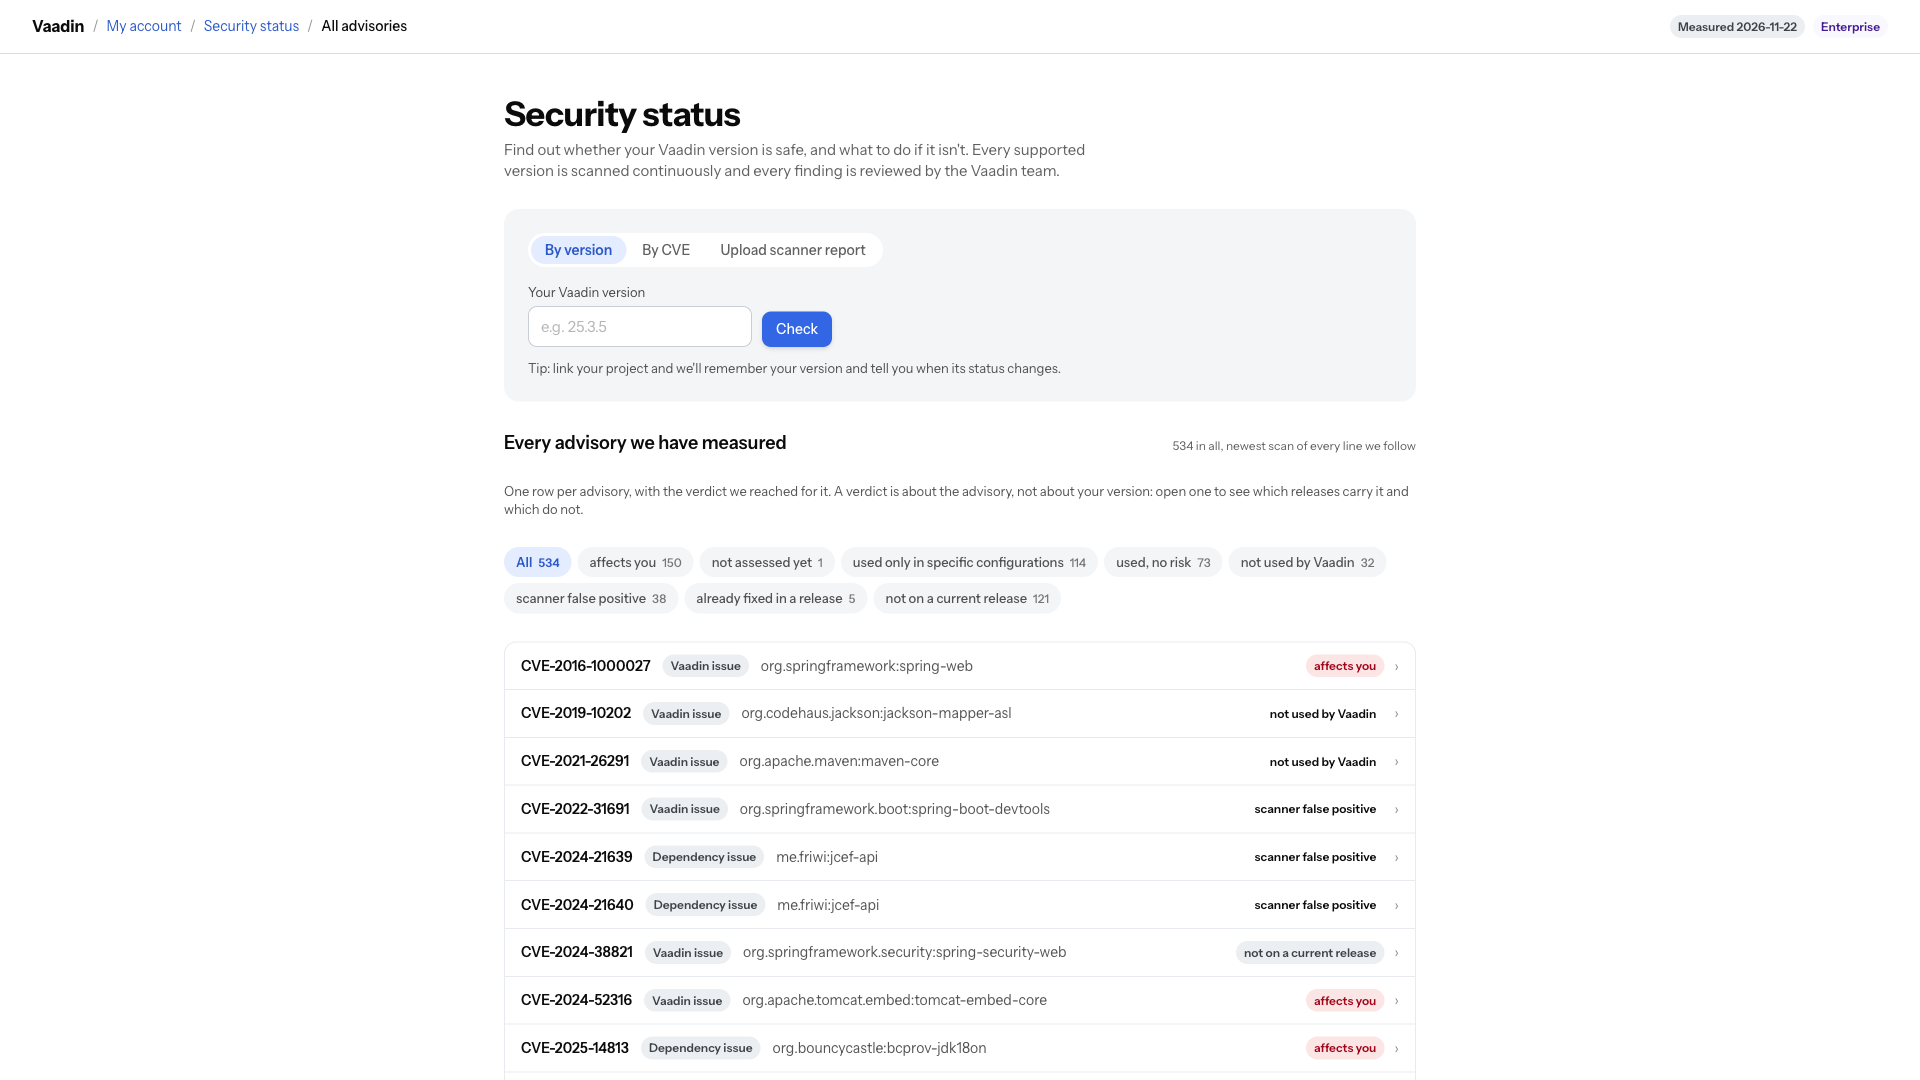 Vaadin / My account / Security status / All advisories
Measured 2026-11-22 Enterprise
Security status
Find out whether your Vaadin version is safe, and what to do if it isn't. Every supported
version is scanned continuously and every finding is reviewed by the Vaadin team.
By version By CVE Upload scanner report
Your Vaadin version
e.g. 25.3.5 Check
Tip: link your project and we'll remember your version and tell you when its status changes.
Every advisory we have measured 534 in all, newest scan of every line we follow
One row per advisory, with the verdict we reached for it. A verdict is about the advisory, not about your version: open one to see which releases carry it and
which do not.
All 534 affects you 150 not assessed yet 1 used only in specific configurations 114 used, no risk 73 not used by Vaadin 32
scanner false positive 38 already fixed in a release 5 not on a current release 121
CVE-2016-1000027 Vaadin issue org.springframework:spring-web affects you ›
CVE-2019-10202 Vaadin issue org.codehaus.jackson:jackson-mapper-asl not used by Vaadin ›
CVE-2021-26291 Vaadin issue org.apache.maven:maven-core not used by Vaadin ›
CVE-2022-31691 Vaadin issue org.springframework.boot:spring-boot-devtools scanner false positive ›
CVE-2024-21639 Dependency issue me.friwi:jcef-api scanner false positive ›
CVE-2024-21640 Dependency issue me.friwi:jcef-api scanner false positive ›
CVE-2024-38821 Vaadin issue org.springframework.security:spring-security-web not on a current release ›
CVE-2024-52316 Vaadin issue org.apache.tomcat.embed:tomcat-embed-core affects you ›
CVE-2025-14813 Dependency issue org.bouncycastle:bcprov-jdk18on affects you ›